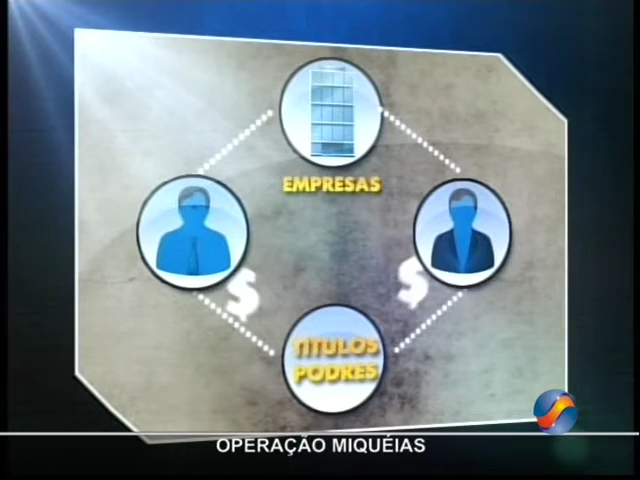 EMPRESAS
$ $
TÍTULOS
PODRES
OPERAÇÃO MIQUÉIAS